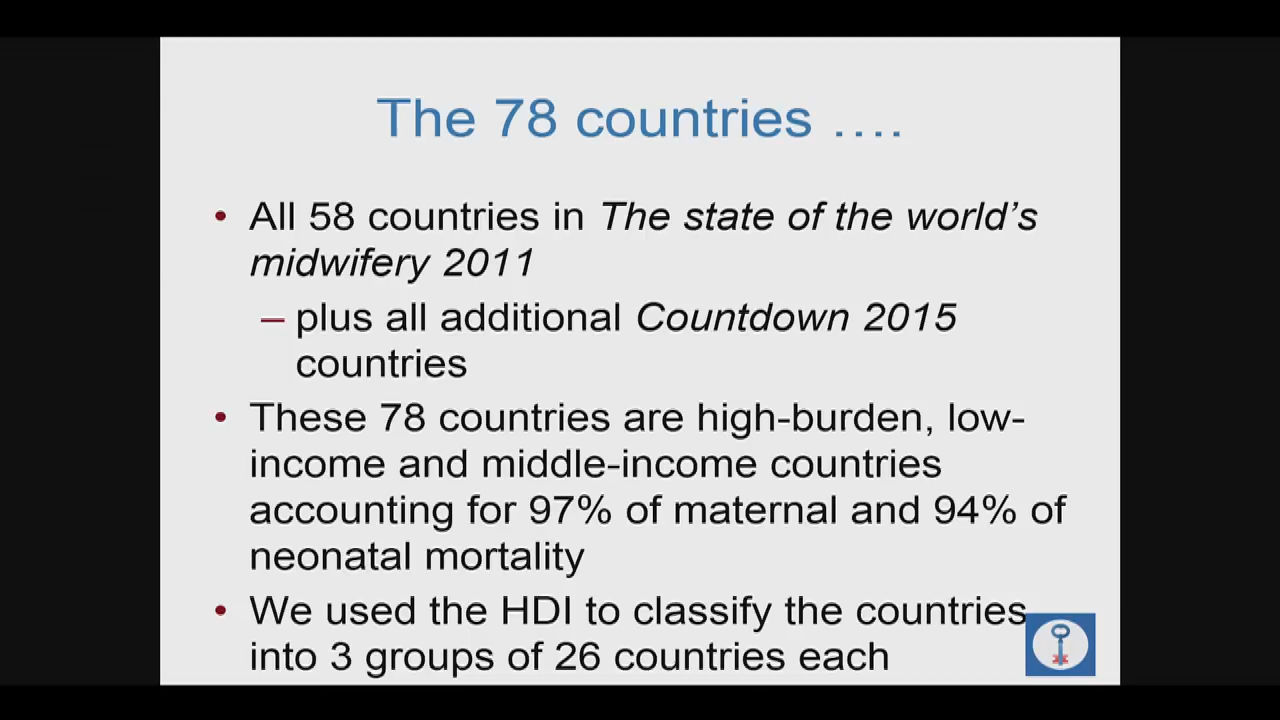 The 78 countries ….
• All 58 countries in The state of the world's
midwifery 2011
– plus all additional Countdown 2015
countries
• These 78 countries are high-burden, low-
income and middle-income countries
accounting for 97% of maternal and 94% of
neonatal mortality
• We used the HDI to classify the countries
into 3 groups of 26 countries each